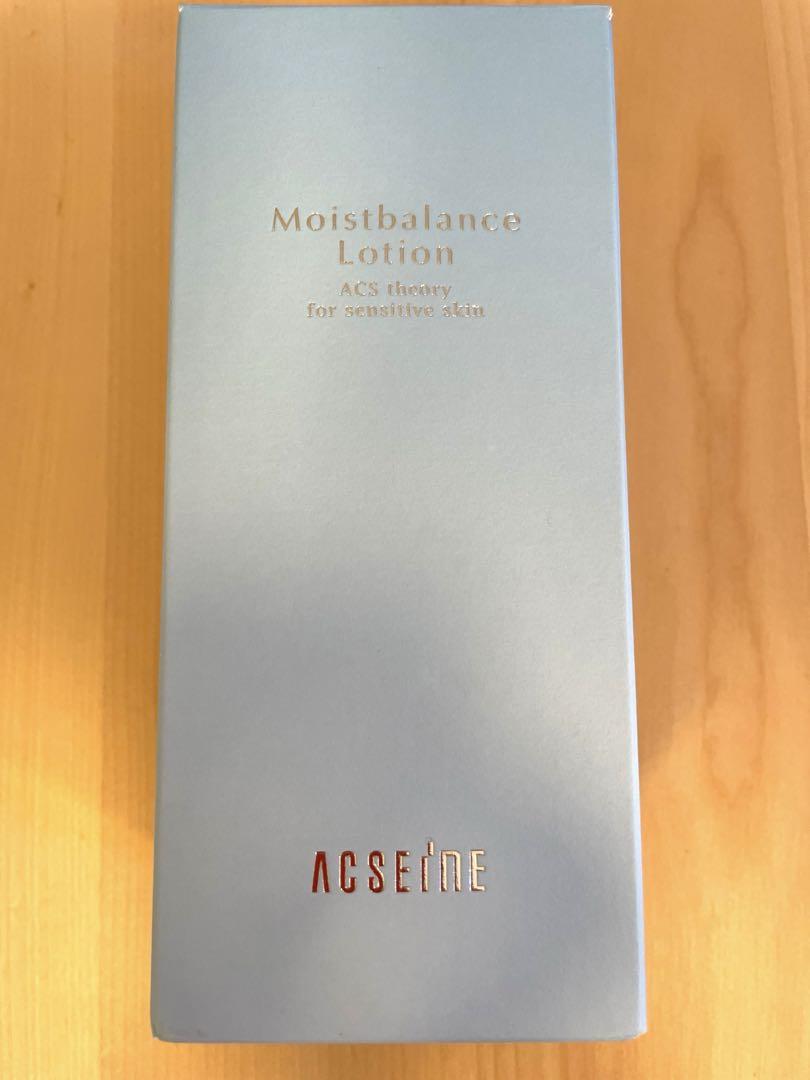 Moistbalance
Lotion
ACS theory
for sensitive skin
ACSEINE